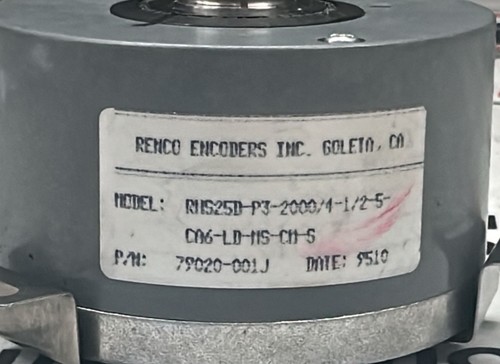 RENCO ENCODERS INC. GOLETA, CA
MODEL: RHS25D-P3-2000/4-1/2-5-
CA6-LD-MS-CM-S
P/N: 79020-001J DATE: 9510